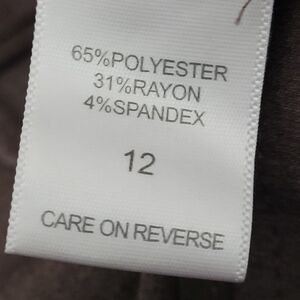 65%POLYESTER
31%RAYON
4%SPANDEX
12
CARE ON REVERSE